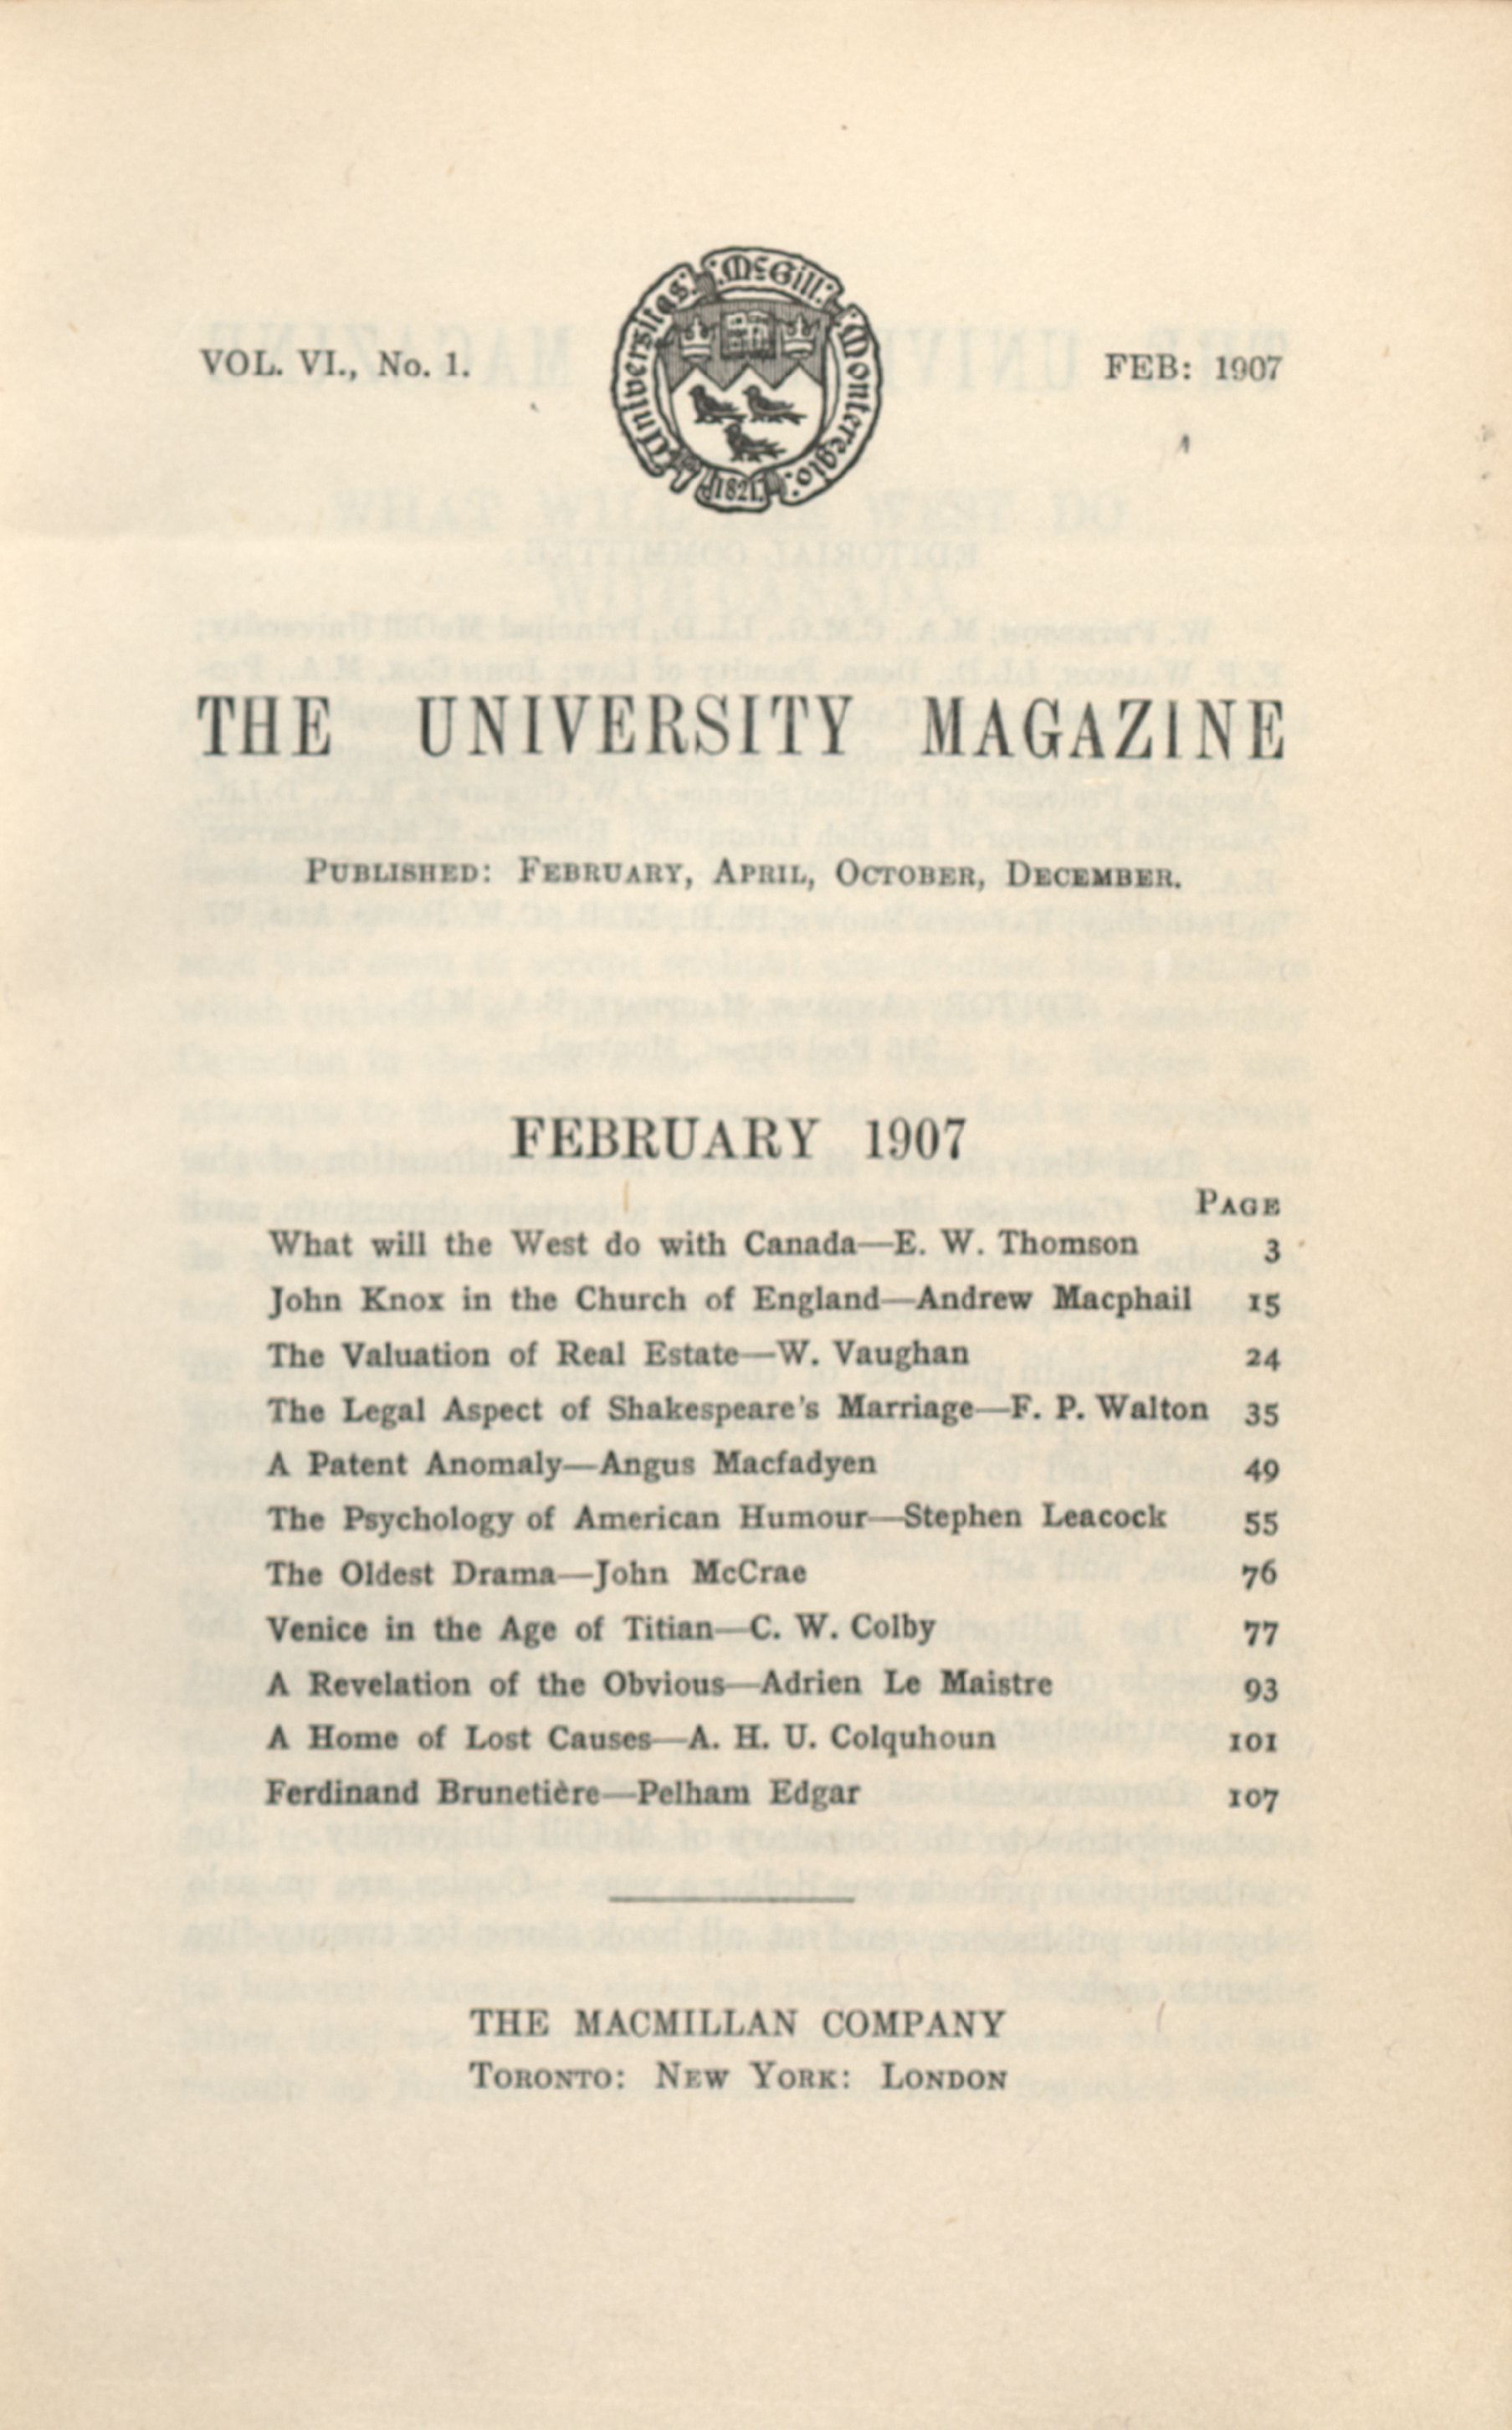 Universitas: McGill: Monteregio:
1821.
VOL. VI., No. 1.
FEB: 1907
THE UNIVERSITY MAGAZINE
PUBLISHED: FEBRUARY, APRIL, OCTOBER, DECEMBER.
FEBRUARY 1907
PAGE
What will the West do with Canada—E. W. Thomson 3
John Knox in the Church of England—Andrew Macphail 15
The Valuation of Real Estate—W. Vaughan 24
The Legal Aspect of Shakespeare's Marriage—F. P. Walton 35
A Patent Anomaly—Angus Macfadyen 49
The Psychology of American Humour—Stephen Leacock 55
The Oldest Drama—John McCrae 76
Venice in the Age of Titian—C. W. Colby 77
A Revelation of the Obvious—Adrien Le Maistre 93
A Home of Lost Causes—A. H. U. Colquhoun 101
Ferdinand Brunetière—Pelham Edgar 107
THE MACMILLAN COMPANY
TORONTO: NEW YORK: LONDON